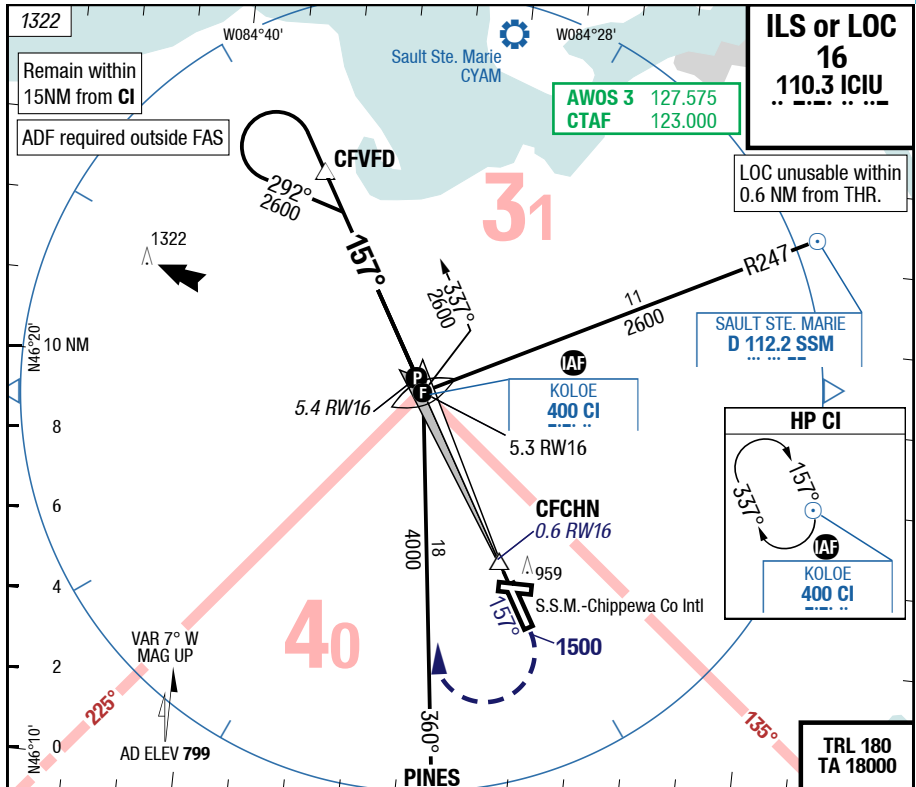 1322
W084°40'
W084°28'
ILS or LOC
16
110.3 ICIU
Sault Ste. Marie
CYAM
Remain within
15NM from CI
AWOS 3 127.575
CTAF 123.000
ADF required outside FAS
CFVFD
LOC unusable within
0.6 NM from THR.
292°
2600
31
1322
157°
R247
337°
2600
11
2600
SAULT STE. MARIE
D 112.2 SSM
N46°20'
10 NM
IAF
P
F
KOLOE
400 CI
5.4 RW16
5.3 RW16
HP CI
157°
337°
IAF
KOLOE
400 CI
8
6
4
2
0
CFCHN
0.6 RW16
18
4000
959
S.S.M.-Chippewa Co Intl
157°
1500
40
VAR 7° W
MAG UP
225°
135°
360°
N46°10'
AD ELEV 799
PINES
TRL 180
TA 18000